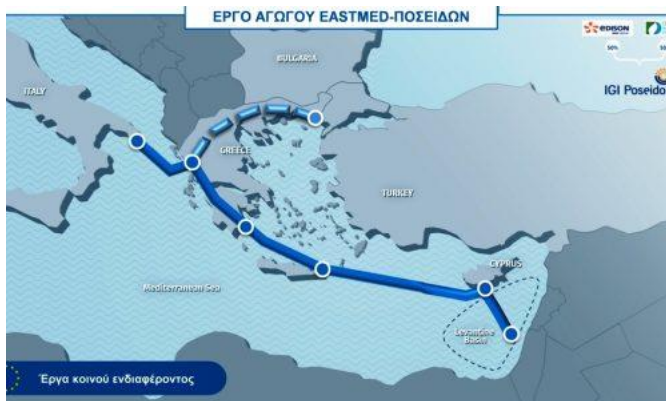 ΕΡΓΟ ΑΓΩΓΟΥ EASTMED-ΠΟΣΕΙΔΩΝ
EDISON
50%
IGI Poseido
BULGARIA
ITALY
GREECE
TURKEY
CYPRUS
Mediterranean Sea
Levantine
Basin
Έργα κοινού ενδιαφέροντος